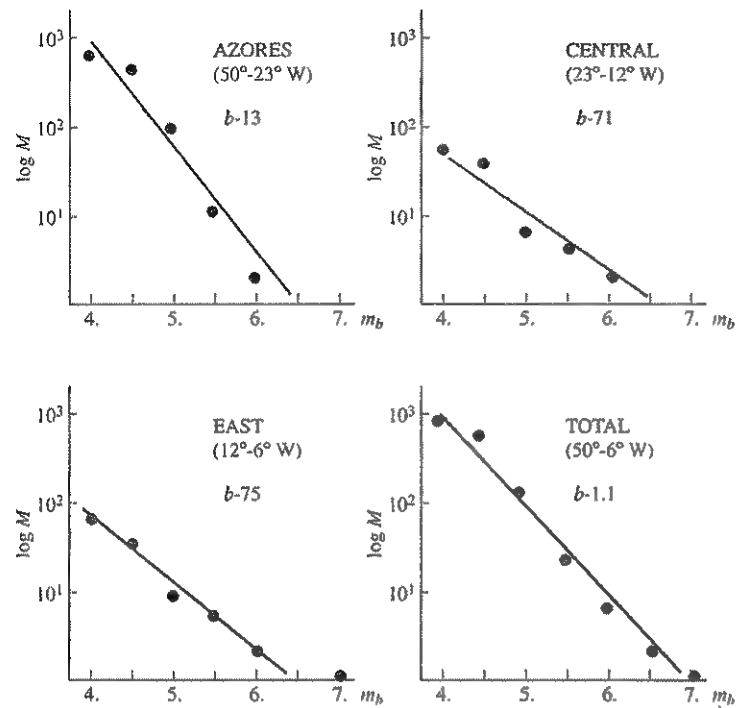 AZORES
(50°-23° W)
b-13
log M
10³
10²
10¹
4. 5. 6. 7. m_b
CENTRAL
(23°-12° W)
b-71
log M
10³
10²
10¹
4. 5. 6. 7. m_b
EAST
(12°-6° W)
b-75
log M
10³
10²
10¹
4. 5. 6. 7. m_b
TOTAL
(50°-6° W)
b-1.1
log M
10³
10²
10¹
4. 5. 6. 7. m_b